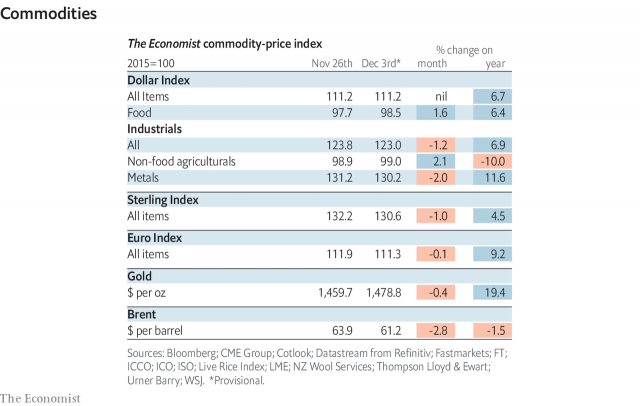 Commodities
The Economist commodity-price index
% change on
2015=100 Nov 26th Dec 3rd* month year
Dollar Index
All Items 111.2 111.2 nil 6.7
Food 97.7 98.5 1.6 6.4
Industrials
All 123.8 123.0 -1.2 6.9
Non-food agriculturals 98.9 99.0 2.1 -10.0
Metals 131.2 130.2 -2.0 11.6
Sterling Index
All items 132.2 130.6 -1.0 4.5
Euro Index
All items 111.9 111.3 -0.1 9.2
Gold
$ per oz 1,459.7 1,478.8 -0.4 19.4
Brent
$ per barrel 63.9 61.2 -2.8 -1.5
Sources: Bloomberg; CME Group; Cotlook; Datastream from Refinitiv; Fastmarkets; FT;
ICCO; ICO; ISO; Live Rice Index; LME; NZ Wool Services; Thompson Lloyd & Ewart;
Urner Barry; WSJ. *Provisional.
The Economist